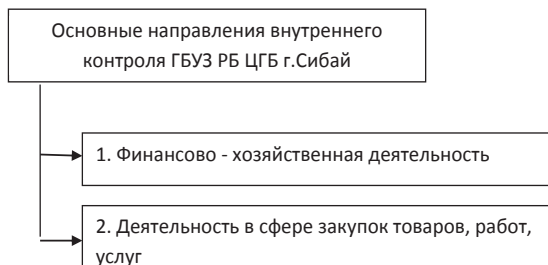 Основные направления внутреннего
контроля ГБУЗ РБ ЦГБ г.Сибай
1. Финансово - хозяйственная деятельность
2. Деятельность в сфере закупок товаров, работ,
услуг